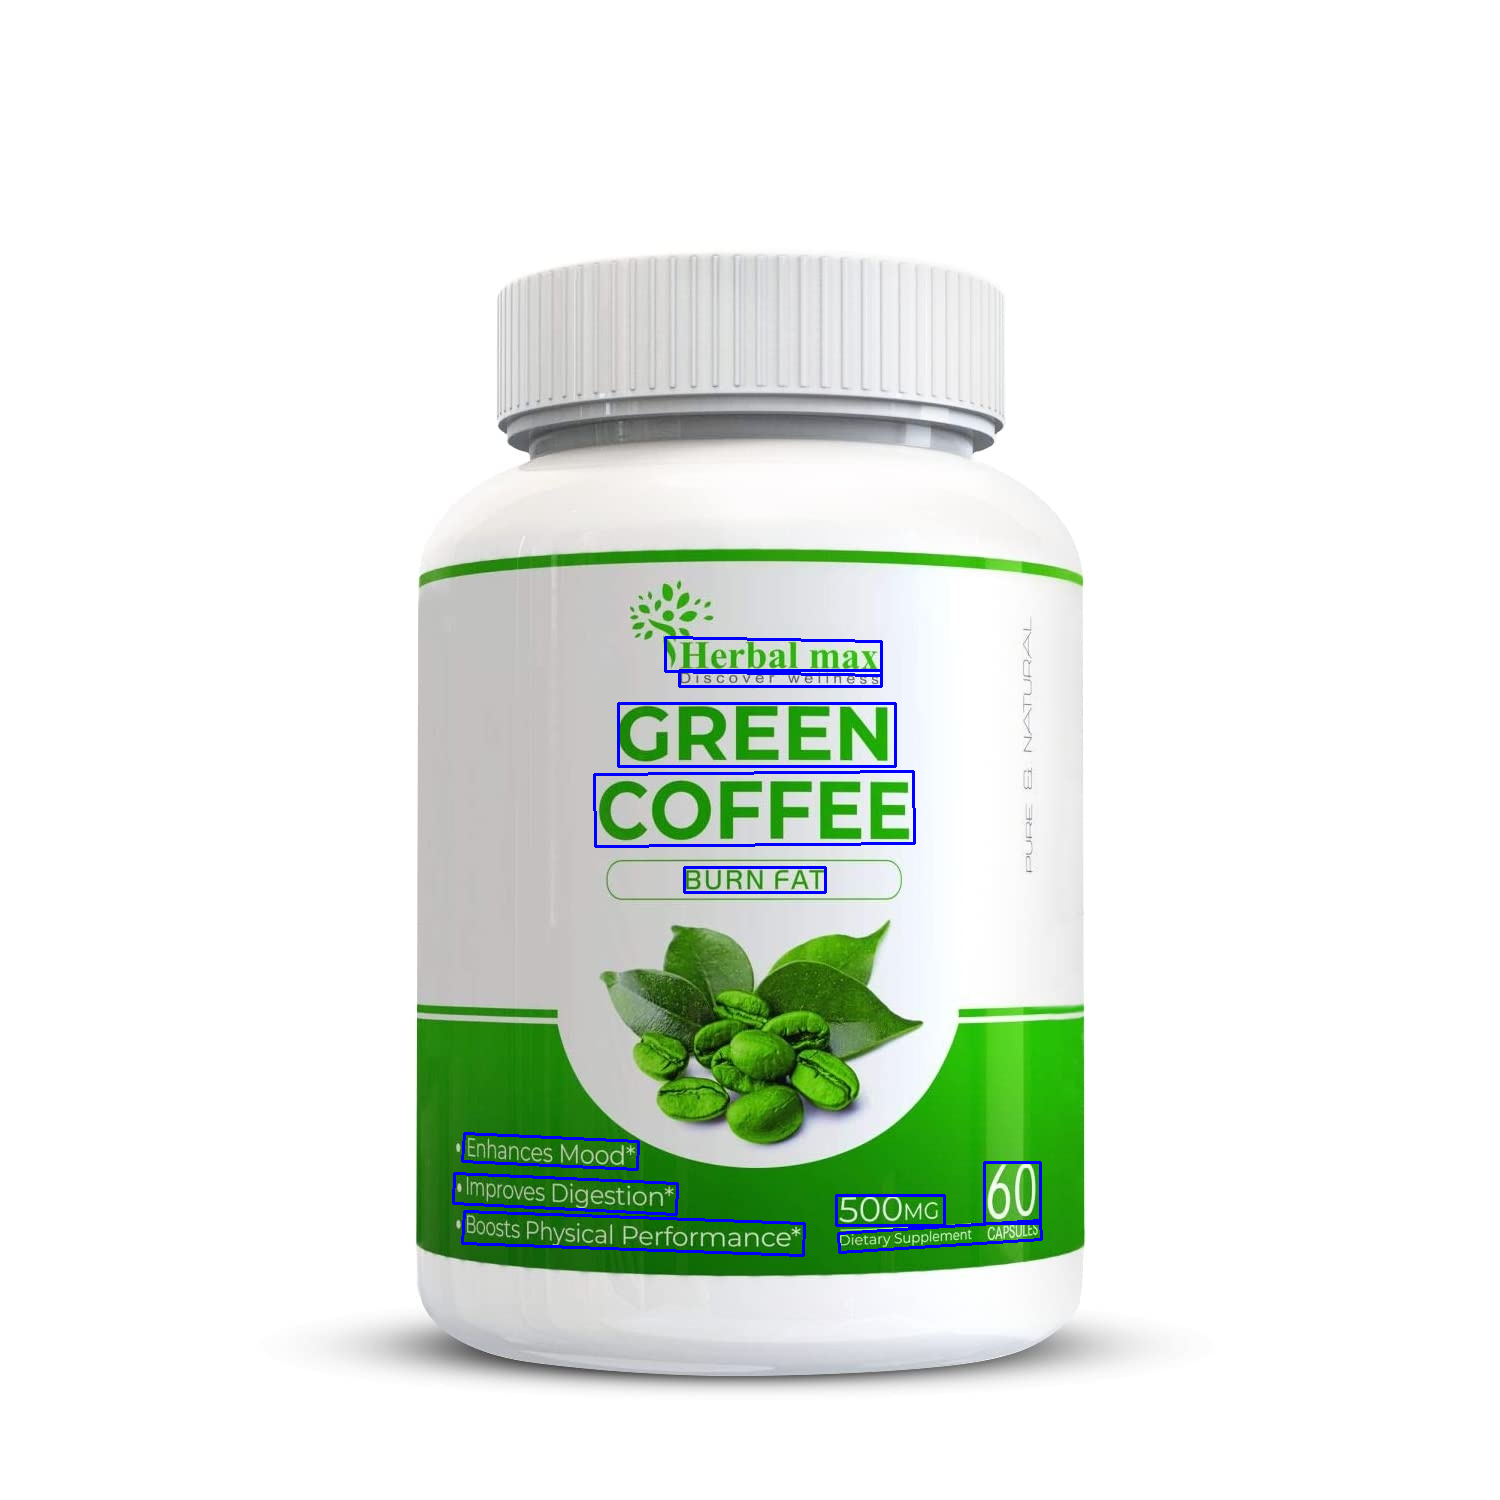 Herbal max
Discover wellness
GREEN
COFFEE
BURN FAT
PURE & NATURAL
• Enhances Mood*
• Improves Digestion*
• Boosts Physical Performance*
500MG
Dietary Supplement
60
CAPSULES